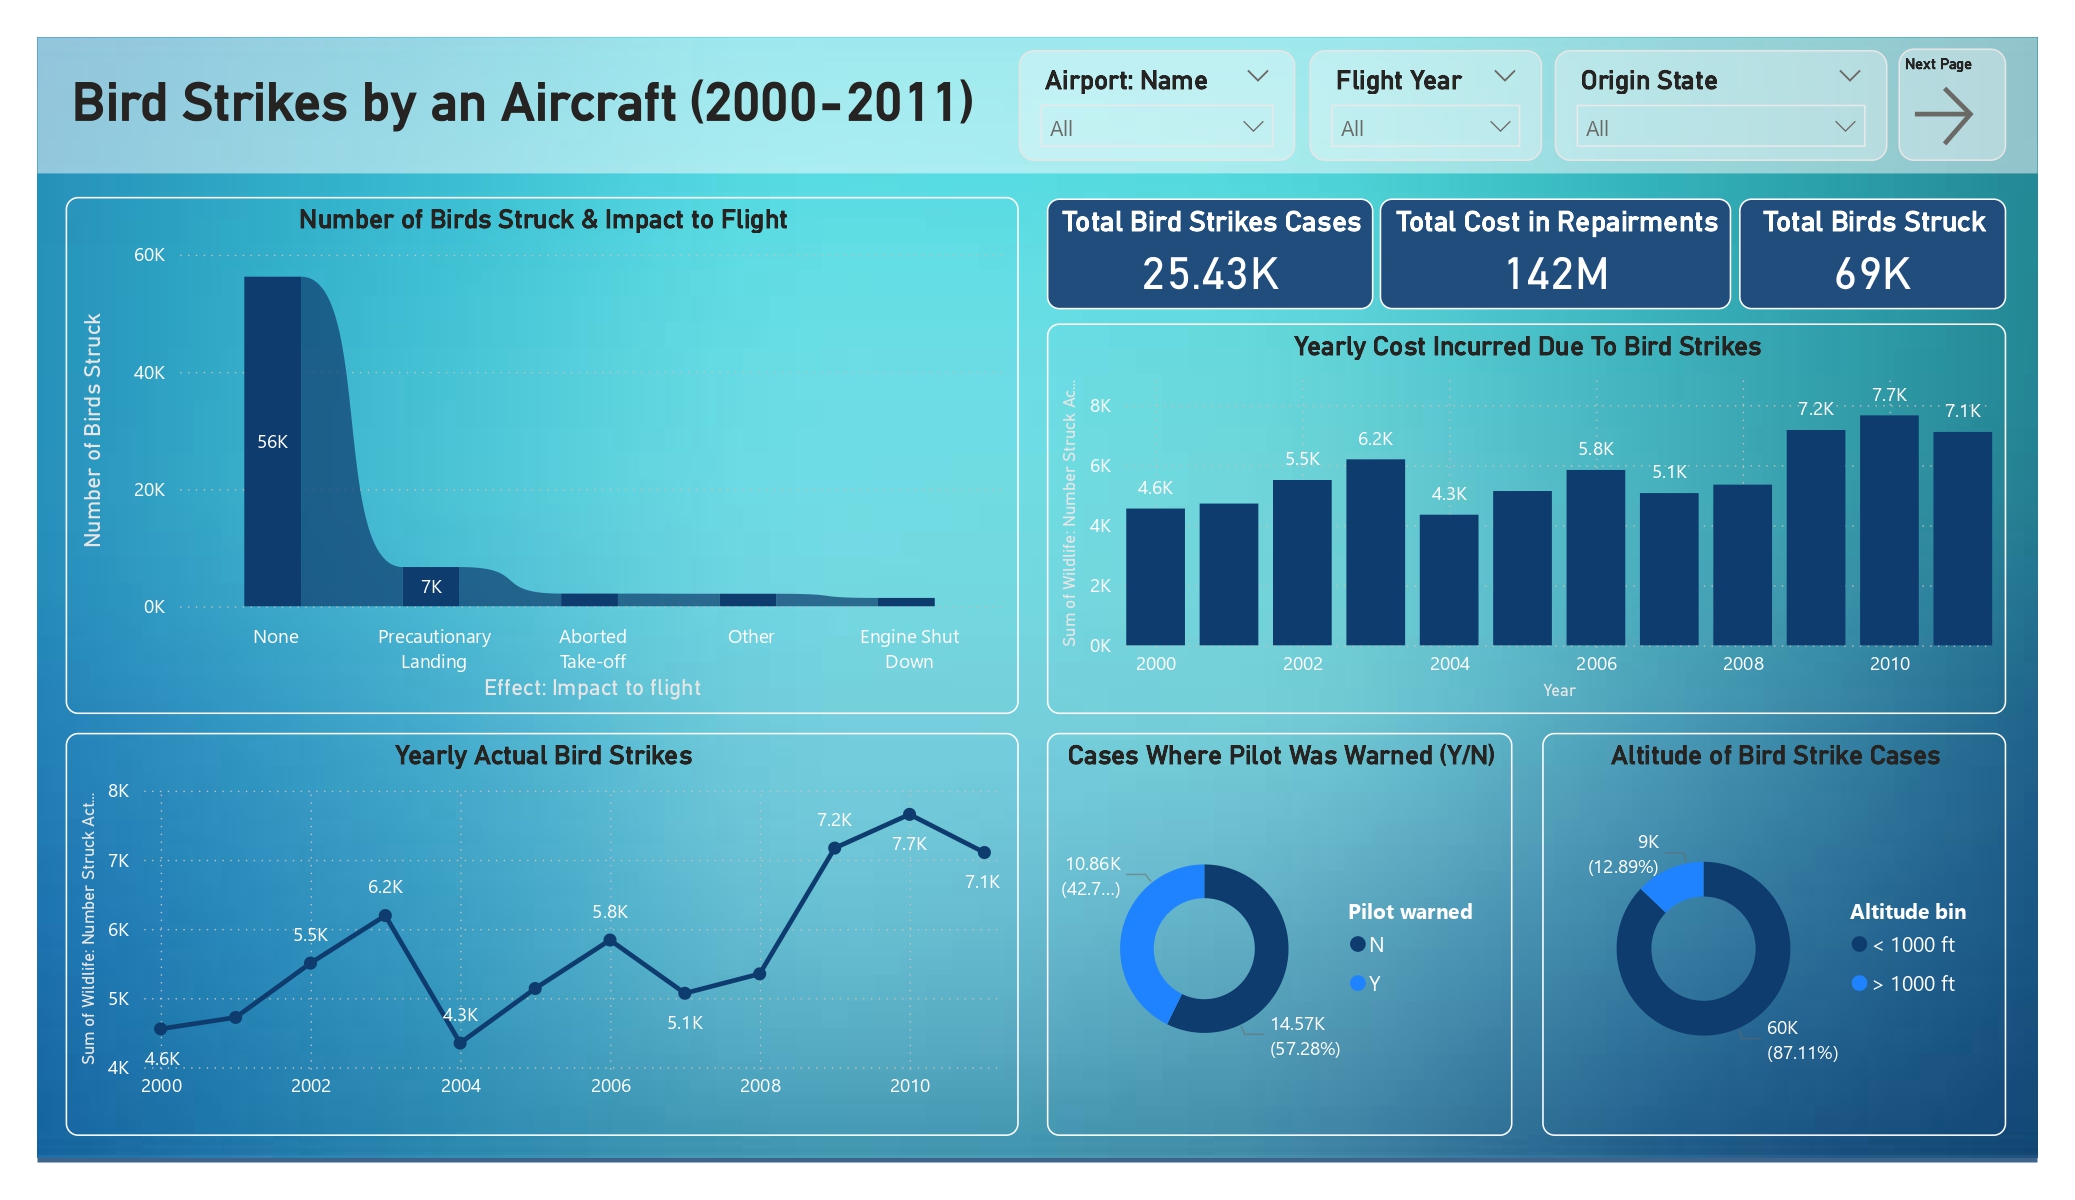 Bird Strikes by an Aircraft (2000-2011)
Airport: Name
All
Flight Year
All
Origin State
All
Next Page
Number of Birds Struck & Impact to Flight
Number of Birds Struck
60K
40K
20K
0K
56K
7K
None
Precautionary
Landing
Aborted
Take-off
Other
Engine Shut
Down
Effect: Impact to flight
Total Bird Strikes Cases
25.43K
Total Cost in Repairments
142M
Total Birds Struck
69K
Yearly Cost Incurred Due To Bird Strikes
Sum of Wildlife: Number Struck Ac...
8K
6K
4K
2K
0K
4.6K
5.5K
6.2K
4.3K
5.8K
5.1K
7.2K
7.7K
7.1K
2000
2002
2004
2006
2008
2010
Year
Yearly Actual Bird Strikes
Sum of Wildlife: Number Struck Act...
8K
7K
6K
5K
4K
4.6K
5.5K
6.2K
4.3K
5.8K
5.1K
7.2K
7.7K
7.1K
2000
2002
2004
2006
2008
2010
Cases Where Pilot Was Warned (Y/N)
10.86K
(42.7...)
14.57K
(57.28%)
Pilot warned
N
Y
Altitude of Bird Strike Cases
9K
(12.89%)
60K
(87.11%)
Altitude bin
< 1000 ft
> 1000 ft